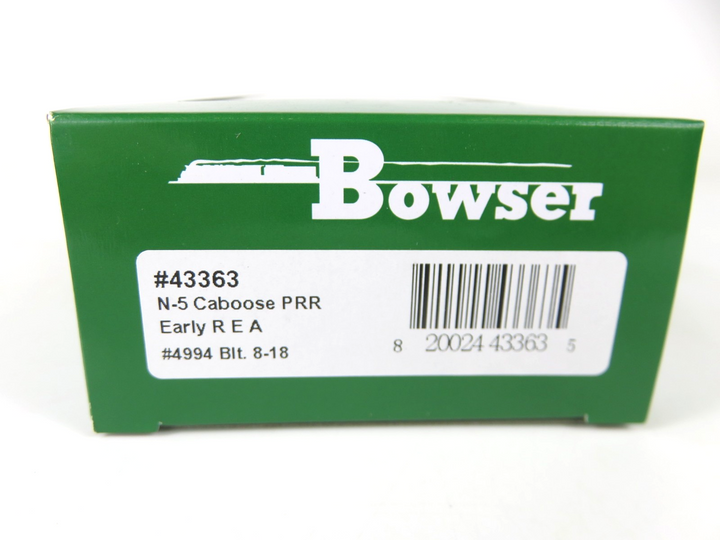 Bowser
#43363
N-5 Caboose PRR
Early R E A
#4994 Blt. 8-18
8 20024 43363 5